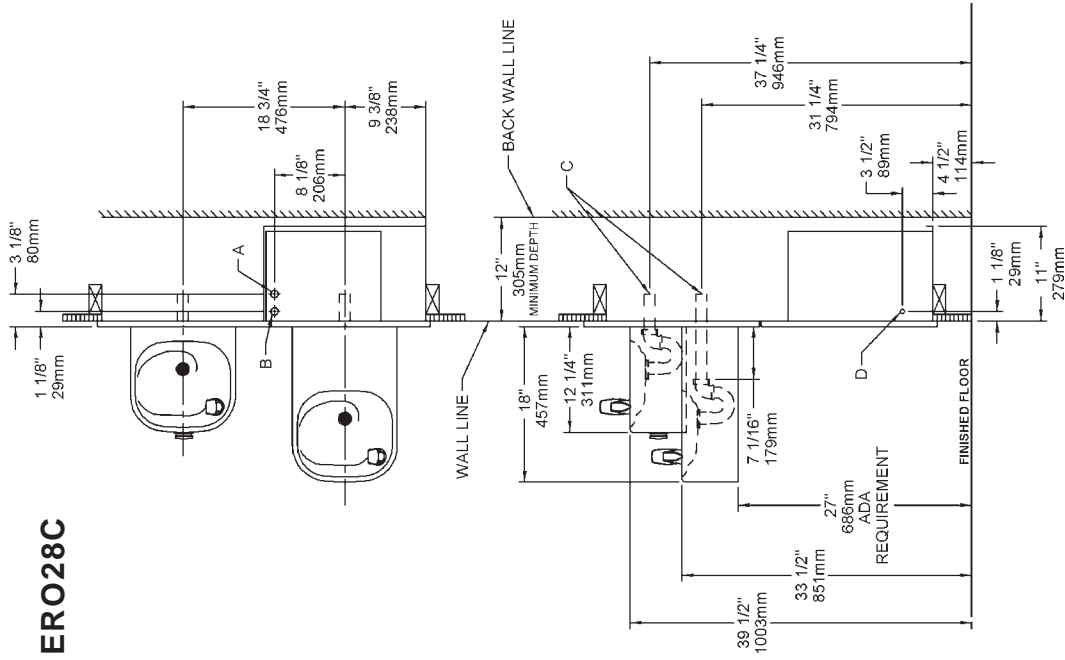 ERO28C
3 1/8"
80mm
1 1/8"
29mm
A
B
8 1/8"
206mm
18 3/4"
476mm
9 3/8"
238mm
WALL LINE
BACK WALL LINE
12"
305mm
MINIMUM DEPTH
C
37 1/4"
946mm
31 1/4"
794mm
3 1/2"
89mm
4 1/2"
114mm
18"
457mm
12 1/4"
311mm
7 1/16"
179mm
D
1 1/8"
29mm
11"
279mm
27"
686mm
ADA
REQUIREMENT
FINISHED FLOOR
33 1/2"
851mm
39 1/2"
1003mm